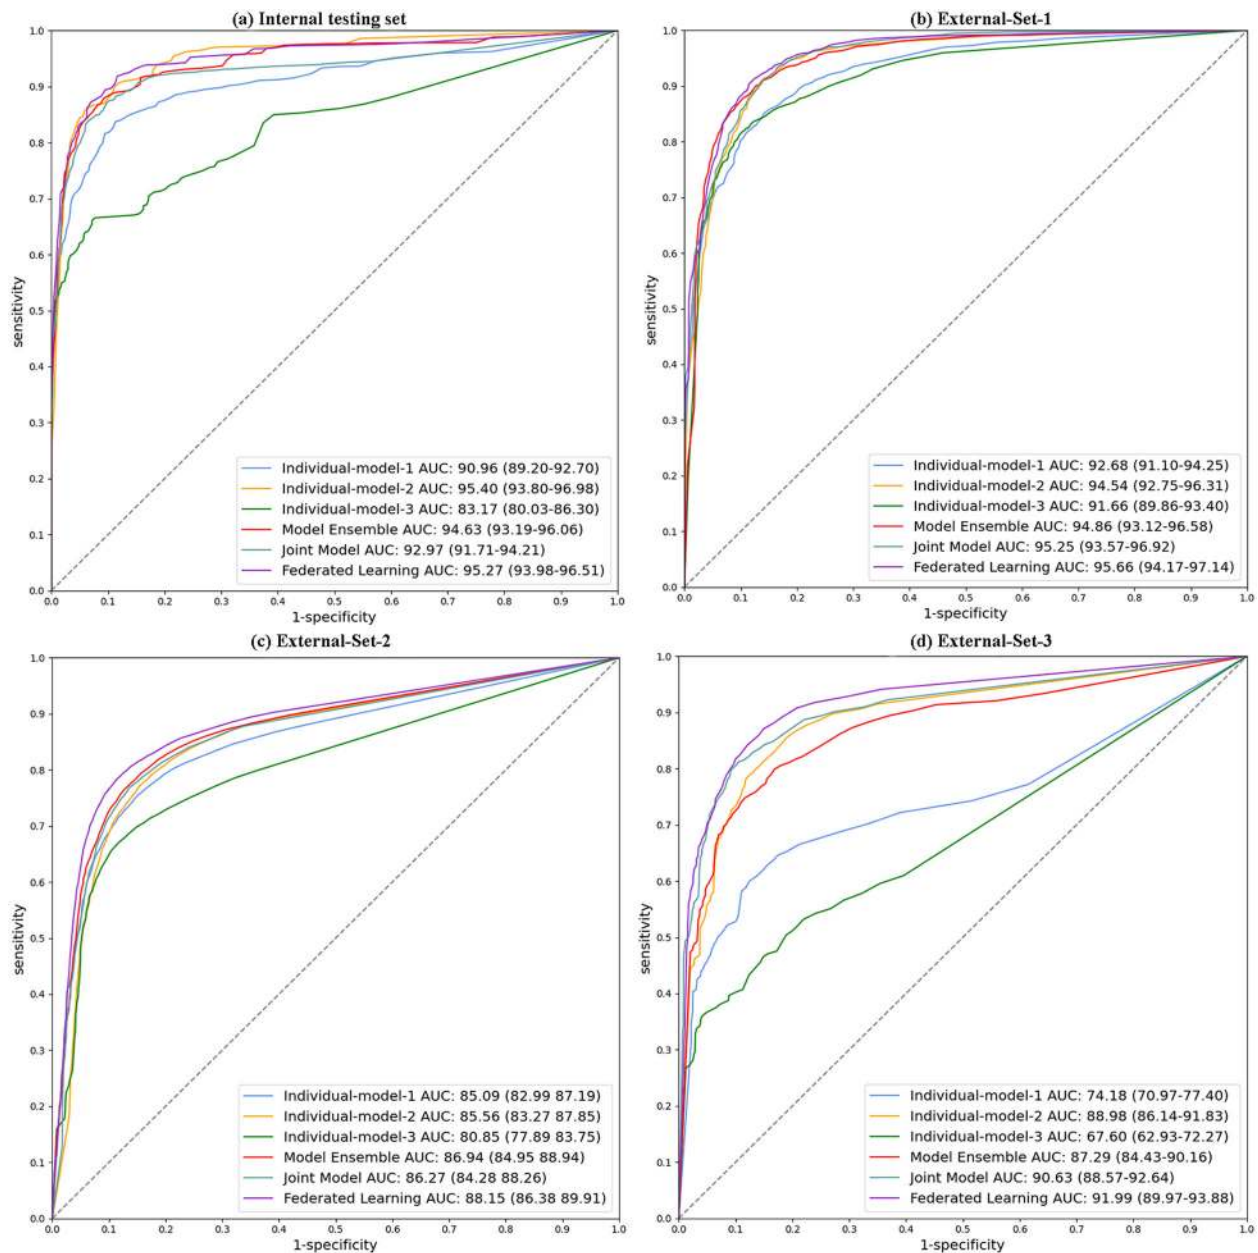 (a) Internal testing set
1.0
0.9
0.8
0.7
0.6
0.5
0.4
0.3
0.2
0.1
0.0
sensitivity
Individual-model-1 AUC: 90.96 (89.20-92.70)
Individual-model-2 AUC: 95.40 (93.80-96.98)
Individual-model-3 AUC: 83.17 (80.03-86.30)
Model Ensemble AUC: 94.63 (93.19-96.06)
Joint Model AUC: 92.97 (91.71-94.21)
Federated Learning AUC: 95.27 (93.98-96.51)
0.0 0.1 0.2 0.3 0.4 0.5 0.6 0.7 0.8 0.9 1.0
1-specificity
(b) External-Set-1
1.0
0.9
0.8
0.7
0.6
0.5
0.4
0.3
0.2
0.1
0.0
sensitivity
Individual-model-1 AUC: 92.68 (91.10-94.25)
Individual-model-2 AUC: 94.54 (92.75-96.31)
Individual-model-3 AUC: 91.66 (89.86-93.40)
Model Ensemble AUC: 94.86 (93.12-96.58)
Joint Model AUC: 95.25 (93.57-96.92)
Federated Learning AUC: 95.66 (94.17-97.14)
0.0 0.1 0.2 0.3 0.4 0.5 0.6 0.7 0.8 0.9 1.0
1-specificity
(c) External-Set-2
1.0
0.9
0.8
0.7
0.6
0.5
0.4
0.3
0.2
0.1
0.0
sensitivity
Individual-model-1 AUC: 85.09 (82.99 87.19)
Individual-model-2 AUC: 85.56 (83.27 87.85)
Individual-model-3 AUC: 80.85 (77.89 83.75)
Model Ensemble AUC: 86.94 (84.95 88.94)
Joint Model AUC: 86.27 (84.28 88.26)
Federated Learning AUC: 88.15 (86.38 89.91)
0.0 0.1 0.2 0.3 0.4 0.5 0.6 0.7 0.8 0.9 1.0
1-specificity
(d) External-Set-3
1.0
0.9
0.8
0.7
0.6
0.5
0.4
0.3
0.2
0.1
0.0
sensitivity
Individual-model-1 AUC: 74.18 (70.97-77.40)
Individual-model-2 AUC: 88.98 (86.14-91.83)
Individual-model-3 AUC: 67.60 (62.93-72.27)
Model Ensemble AUC: 87.29 (84.43-90.16)
Joint Model AUC: 90.63 (88.57-92.64)
Federated Learning AUC: 91.99 (89.97-93.88)
0.0 0.1 0.2 0.3 0.4 0.5 0.6 0.7 0.8 0.9 1.0
1-specificity